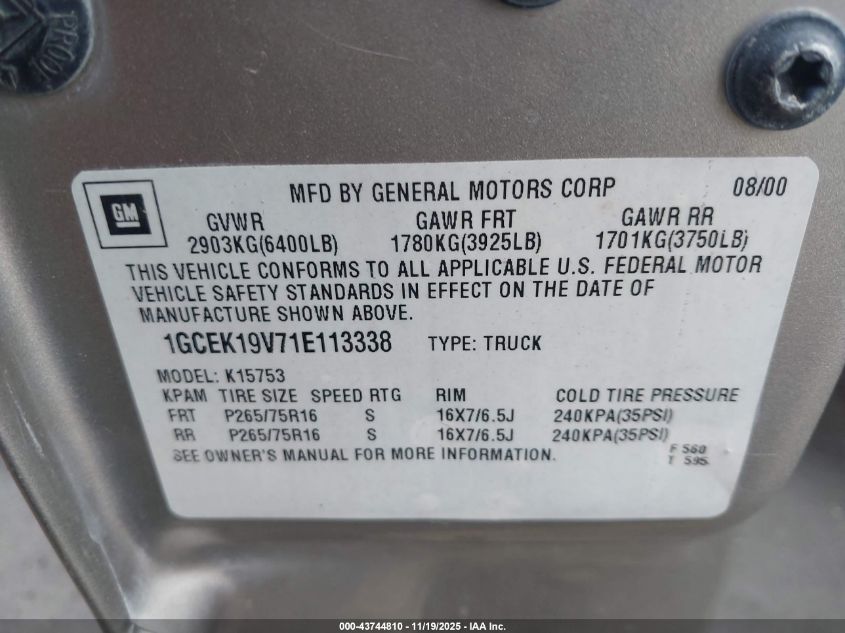 PROD
GM
MFD BY GENERAL MOTORS CORP 08/00
GVWR GAWR FRT GAWR RR
2903KG(6400LB) 1780KG(3925LB) 1701KG(3750LB)
THIS VEHICLE CONFORMS TO ALL APPLICABLE U.S. FEDERAL MOTOR
VEHICLE SAFETY STANDARDS IN EFFECT ON THE DATE OF
MANUFACTURE SHOWN ABOVE.
1GCEK19V71E113338 TYPE: TRUCK
MODEL: K15753
KPAM TIRE SIZE SPEED RTG RIM COLD TIRE PRESSURE
FRT P265/75R16 S 16X7/6.5J 240KPA(35PSI)
RR P265/75R16 S 16X7/6.5J 240KPA(35PSI)
SEE OWNER'S MANUAL FOR MORE INFORMATION.
F 560
T 595
000-43744810 - 11/19/2025 - IAA Inc.